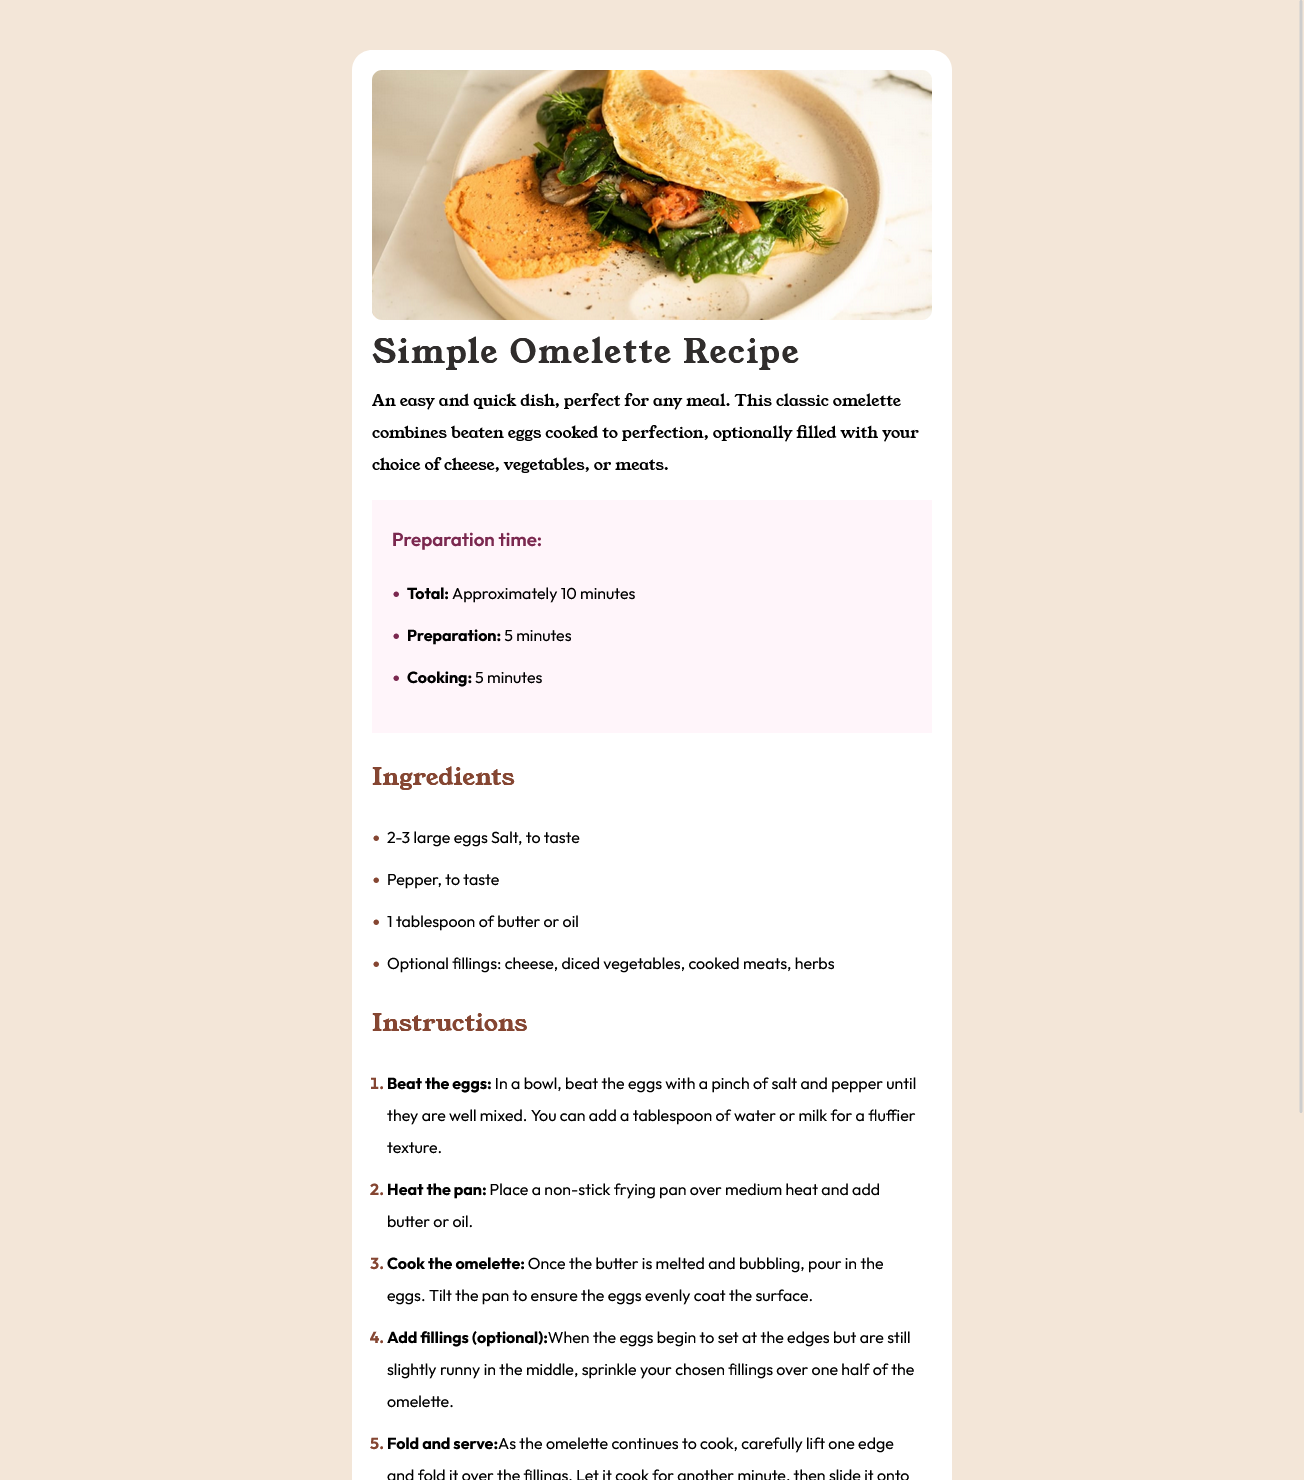 Simple Omelette Recipe
An easy and quick dish, perfect for any meal. This classic omelette
combines beaten eggs cooked to perfection, optionally filled with your
choice of cheese, vegetables, or meats.
Preparation time:
• Total: Approximately 10 minutes
• Preparation: 5 minutes
• Cooking: 5 minutes
Ingredients
• 2-3 large eggs Salt, to taste
• Pepper, to taste
• 1 tablespoon of butter or oil
• Optional fillings: cheese, diced vegetables, cooked meats, herbs
Instructions
1. Beat the eggs: In a bowl, beat the eggs with a pinch of salt and pepper until
they are well mixed. You can add a tablespoon of water or milk for a fluffier
texture.
2. Heat the pan: Place a non-stick frying pan over medium heat and add
butter or oil.
3. Cook the omelette: Once the butter is melted and bubbling, pour in the
eggs. Tilt the pan to ensure the eggs evenly coat the surface.
4. Add fillings (optional):When the eggs begin to set at the edges but are still
slightly runny in the middle, sprinkle your chosen fillings over one half of the
omelette.
5. Fold and serve:As the omelette continues to cook, carefully lift one edge
and fold it over the fillings. Let it cook for another minute, then slide it onto